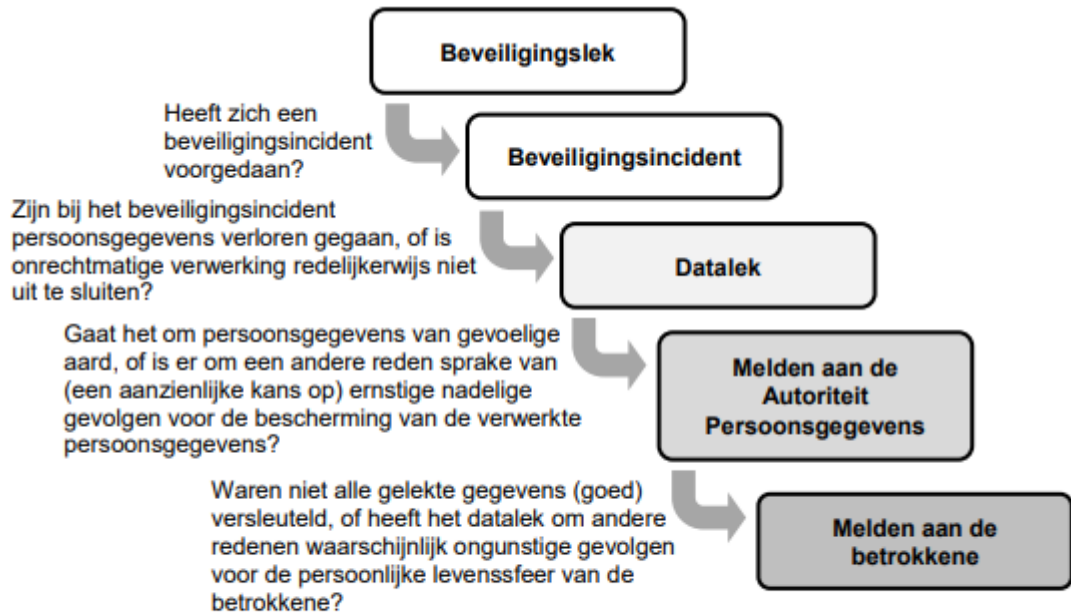 Beveiligingslek
Heeft zich een
beveiligingsincident
voorgedaan?
Beveiligingsincident
Zijn bij het beveiligingsincident
persoonsgegevens verloren gegaan, of is
onrechtmatige verwerking redelijkerwijs niet
uit te sluiten?
Datalek
Gaat het om persoonsgegevens van gevoelige
aard, of is er om een andere reden sprake van
(een aanzienlijke kans op) ernstige nadelige
gevolgen voor de bescherming van de verwerkte
persoonsgegevens?
Melden aan de
Autoriteit
Persoonsgegevens
Waren niet alle gelekte gegevens (goed)
versleuteld, of heeft het datalek om andere
redenen waarschijnlijk ongunstige gevolgen
voor de persoonlijke levenssfeer van de
betrokkene?
Melden aan de
betrokkene